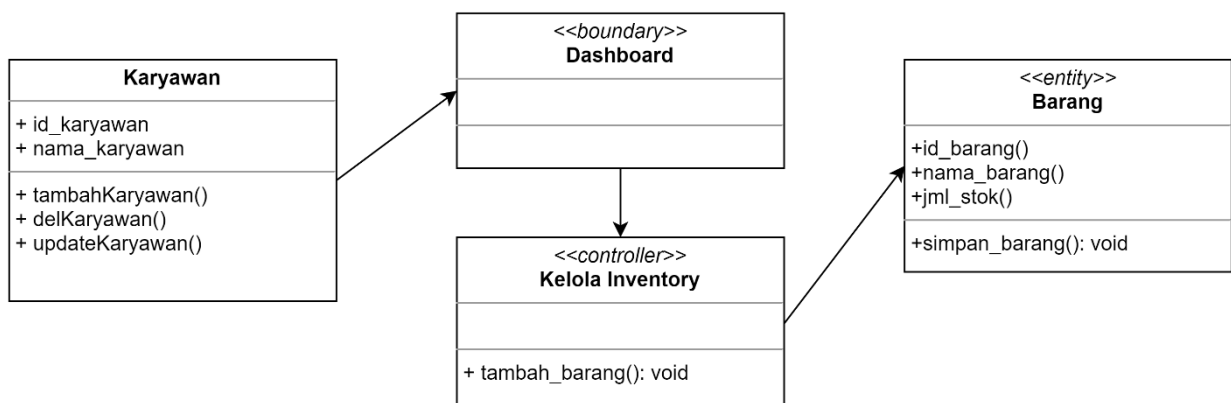 Karyawan
+ id_karyawan
+ nama_karyawan
+ tambahKaryawan()
+ delKaryawan()
+ updateKaryawan()
<<boundary>>
Dashboard
<<controller>>
Kelola Inventory
+ tambah_barang(): void
<<entity>>
Barang
+id_barang()
+nama_barang()
+jml_stok()
+simpan_barang(): void